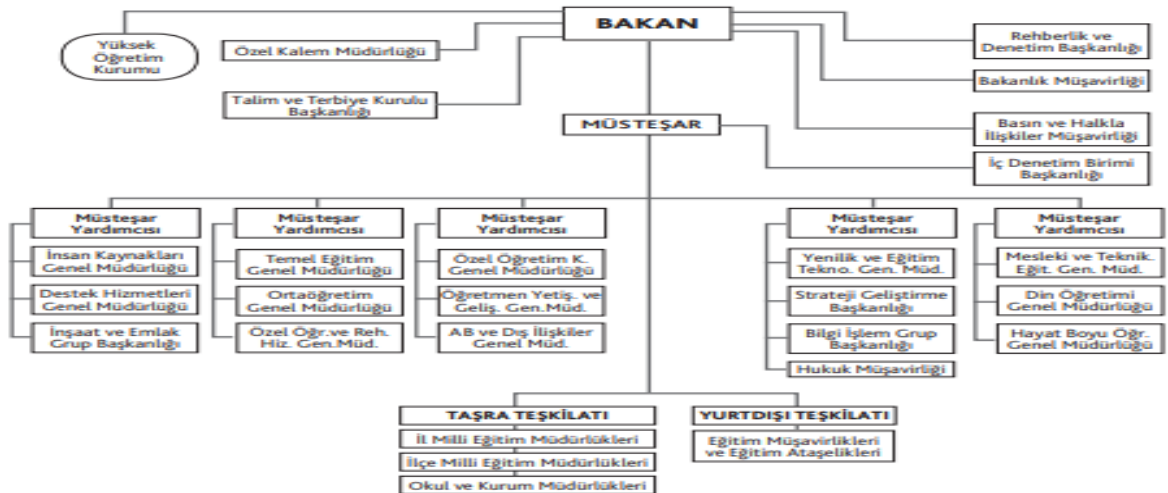 BAKAN
Yüksek
Öğretim
Kurumu
Özel Kalem Müdürlüğü
Talim ve Terbiye Kurulu
Başkanlığı
Rehberlik ve
Denetim Başkanlığı
Bakanlık Müşavirliği
Basın ve Halkla
İlişkiler Müşavirliği
MÜSTEŞAR
İç Denetim Birimi
Başkanlığı
Müsteşar
Yardımcısı
İnsan Kaynakları
Genel Müdürlüğü
Destek Hizmetleri
Genel Müdürlüğü
İnşaat ve Emlak
Grup Başkanlığı
Müsteşar
Yardımcısı
Temel Eğitim
Genel Müdürlüğü
Ortaöğretim
Genel Müdürlüğü
Özel Öğr.ve Reh.
Hiz. Gen.Müd.
Müsteşar
Yardımcısı
Özel Öğretim K.
Genel Müdürlüğü
Öğretmen Yetiş. ve
Geliş. Gen.Müd.
AB ve Dış İlişkiler
Genel Müd.
Müsteşar
Yardımcısı
Yenilik ve Eğitim
Tekno. Gen. Müd.
Strateji Geliştirme
Başkanlığı
Bilgi İşlem Grup
Başkanlığı
Hukuk Müşavirliği
Müsteşar
Yardımcısı
Mesleki ve Teknik.
Eğit. Gen. Müd.
Din Öğretimi
Genel Müdürlüğü
Hayat Boyu Öğr.
Genel Müdürlüğü
TAŞRA TEŞKİLATI
İl Milli Eğitim Müdürlükleri
İlçe Milli Eğitim Müdürlükleri
Okul ve Kurum Müdürlükleri
YURTDIŞI TEŞKİLATI
Eğitim Müşavirlikleri
ve Eğitim Ataşelikleri